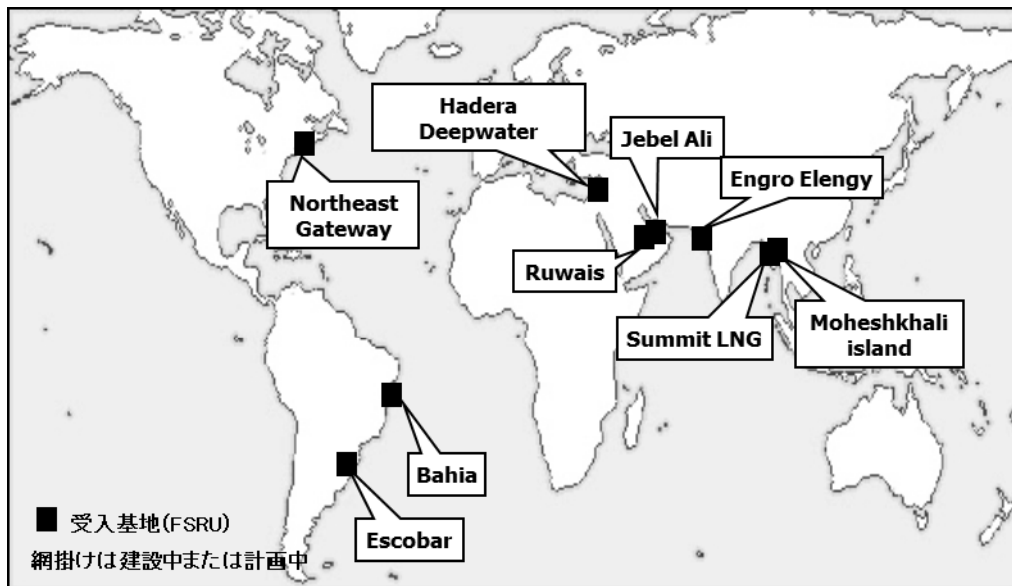 Hadera
Deepwater
Jebel Ali
Engro Elengy
Northeast
Gateway
Ruwais
Summit LNG
Moheshkhali
island
Bahia
Escobar
受入基地(FSRU)
網掛けは建設中または計画中